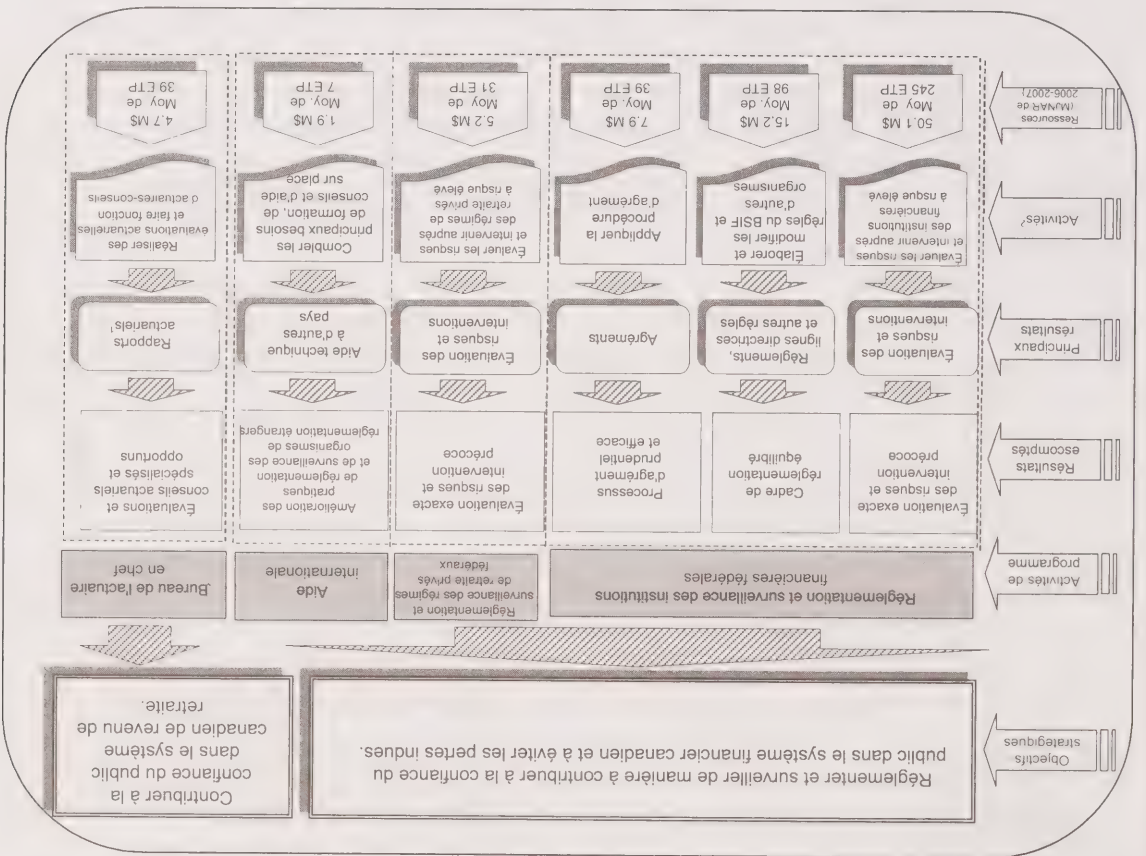 Objectifs
stratégiques
Réglementer et surveiller de manière à contribuer à la confiance du
public dans le système financier canadien et à éviter les pertes indues.
Contribuer à la
confiance du public
dans le système
canadien de revenu de
retraite.
Activités de
programme
Réglementation et surveillance des institutions
financières fédérales
Réglementation et
surveillance des régimes
de retraite privés
fédéraux
Aide
internationale
Bureau de l'actuaire
en chef
Résultats
escomptés
Évaluation exacte
des risques et
intervention
précoce
Cadre de
réglementation
équilibré
Processus
d'agrément
prudentiel
et efficace
Évaluation exacte
des risques et
intervention
précoce
Amélioration des
pratiques
de réglementation
et de surveillance des
organismes de
réglementation étrangers
Évaluations et
conseils actuariels
spécialisés et
opportuns
Principaux
résultats
Évaluation des
risques et
interventions
Règlements,
lignes directrices
et autres règles
Agréments
Évaluation des
risques et
interventions
Aide technique
à d'autres
pays
Rapports
actuariels¹
Activités²
Évaluer les risques
et intervenir auprès
des institutions
financières
à risque élevé
Élaborer et
modifier les
règles du BSIF et
d'autres
organismes
Appliquer la
procédure
d'agrément
Évaluer les risques
et intervenir auprès
des régimes de
retraite privés
à risque élevé
Combler les
principaux besoins
de formation, de
conseils et d'aide
sur place
Réaliser des
évaluations actuarielles
et faire fonction
d'actuaires-conseils
Ressources
(MJ/NAR de
2006-2007)
50.1 M$
Moy de
245 ETP
15.2 M$
Moy. de
98 ETP
7.9 M$
Moy. de
39 ETP
5.2 M$
Moy de
31 ETP
1.9 M$
Moy. de
7 ETP
4.7 M$
Moy de
39 ETP